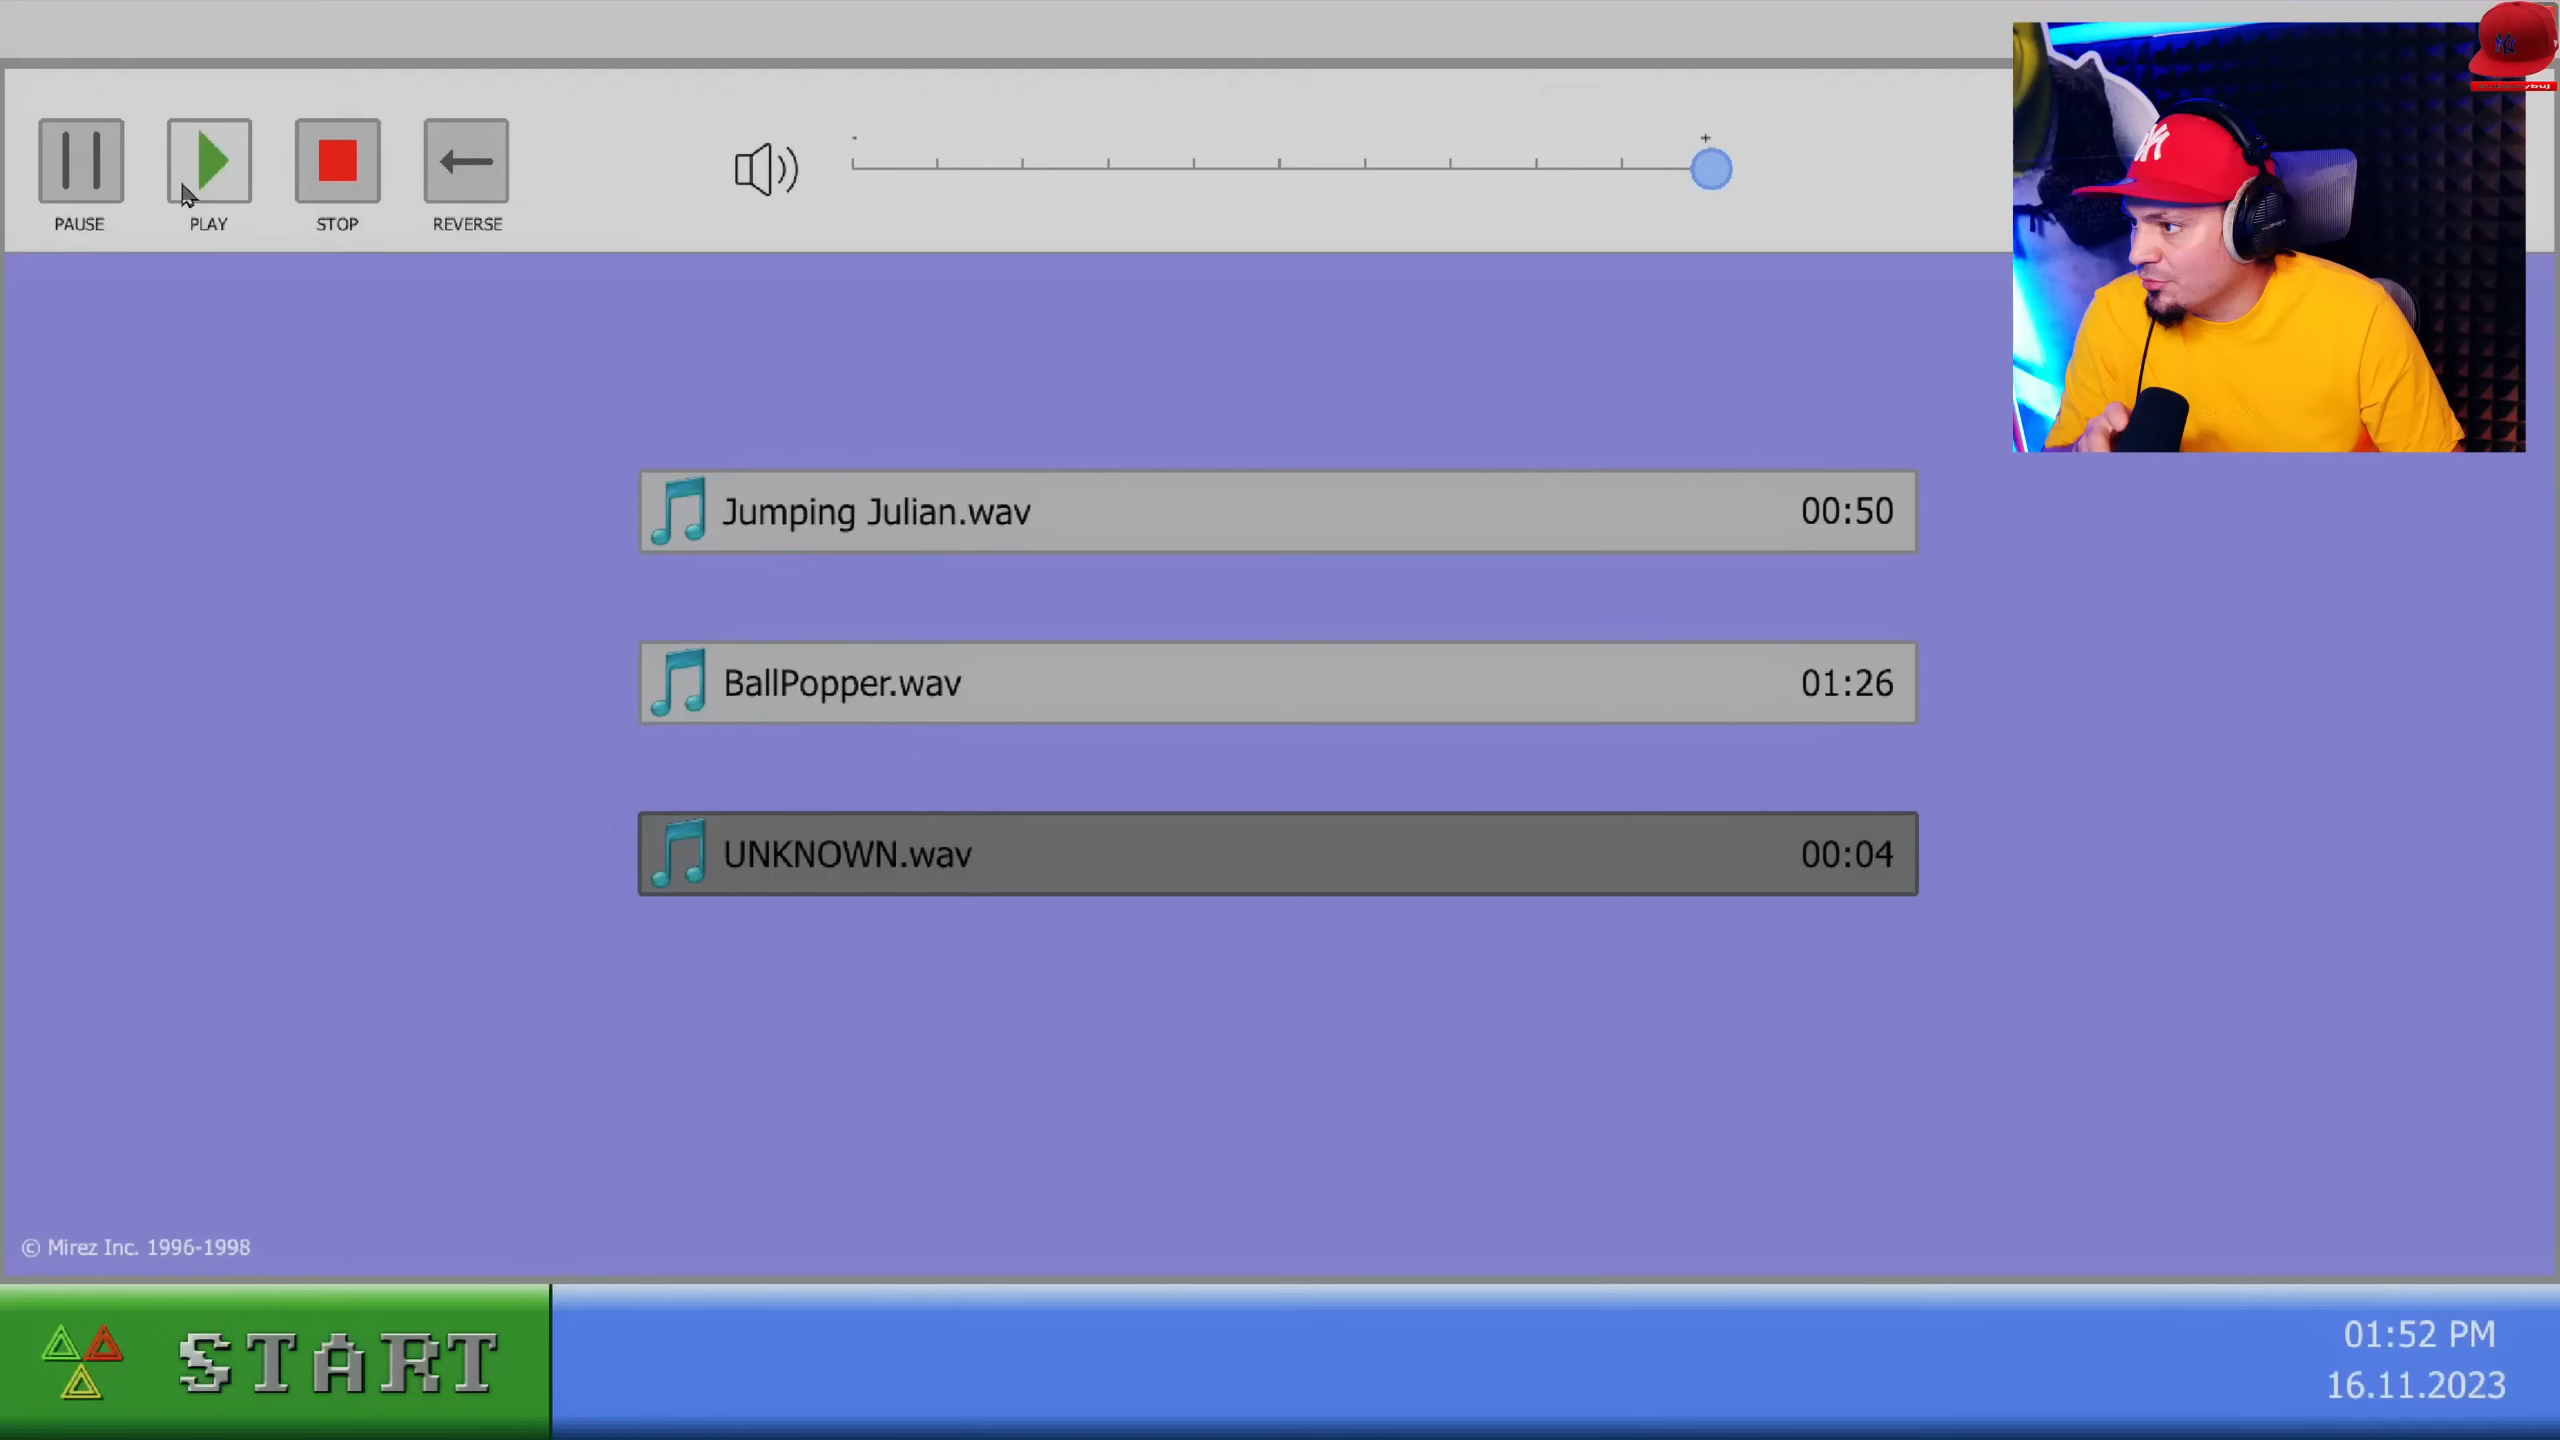 - +
PAUSE PLAY STOP REVERSE
Jumping Julian.wav 00:50
BallPopper.wav 01:26
UNKNOWN.wav 00:04
© Mirez Inc. 1996-1998
START
01:52 PM
16.11.2023